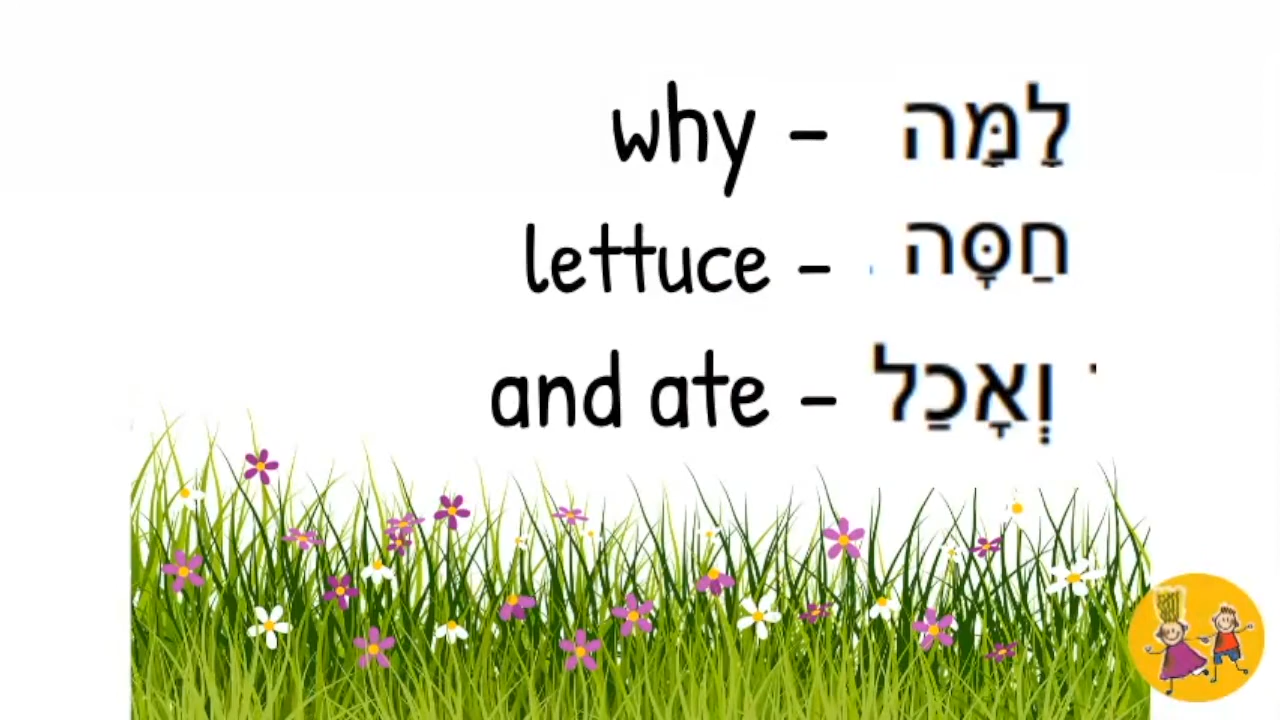 why - לָמָּה
lettuce - חַסָּה
and ate - וְאָכַל